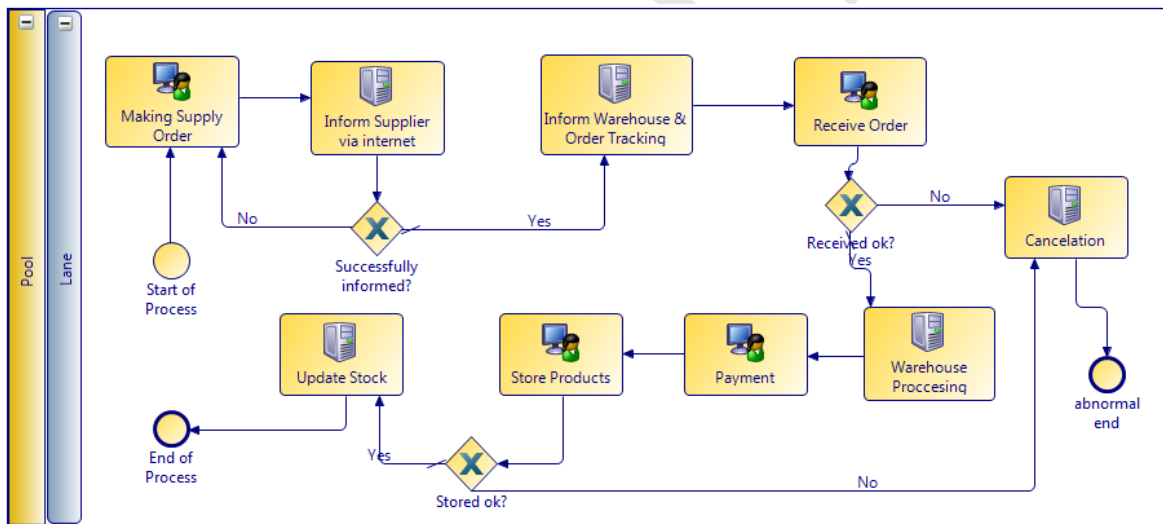 Pool
Lane
Making Supply
Order
Inform Supplier
via internet
Inform Warehouse &
Order Tracking
Receive Order
No
Yes
Successfully
informed?
Start of
Process
Received ok?
Yes
No
Cancelation
Update Stock
Store Products
Payment
Warehouse
Proccesing
abnormal
end
End of
Process
Yes
Stored ok?
No